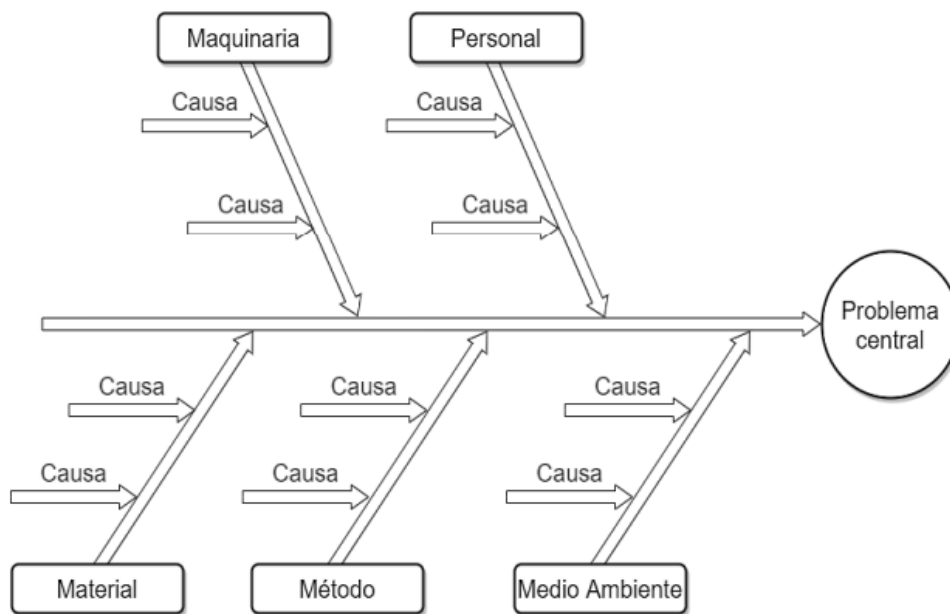 Maquinaria
Personal
Causa
Causa
Causa
Causa
Problema
central
Causa
Causa
Causa
Causa
Causa
Causa
Material
Método
Medio Ambiente